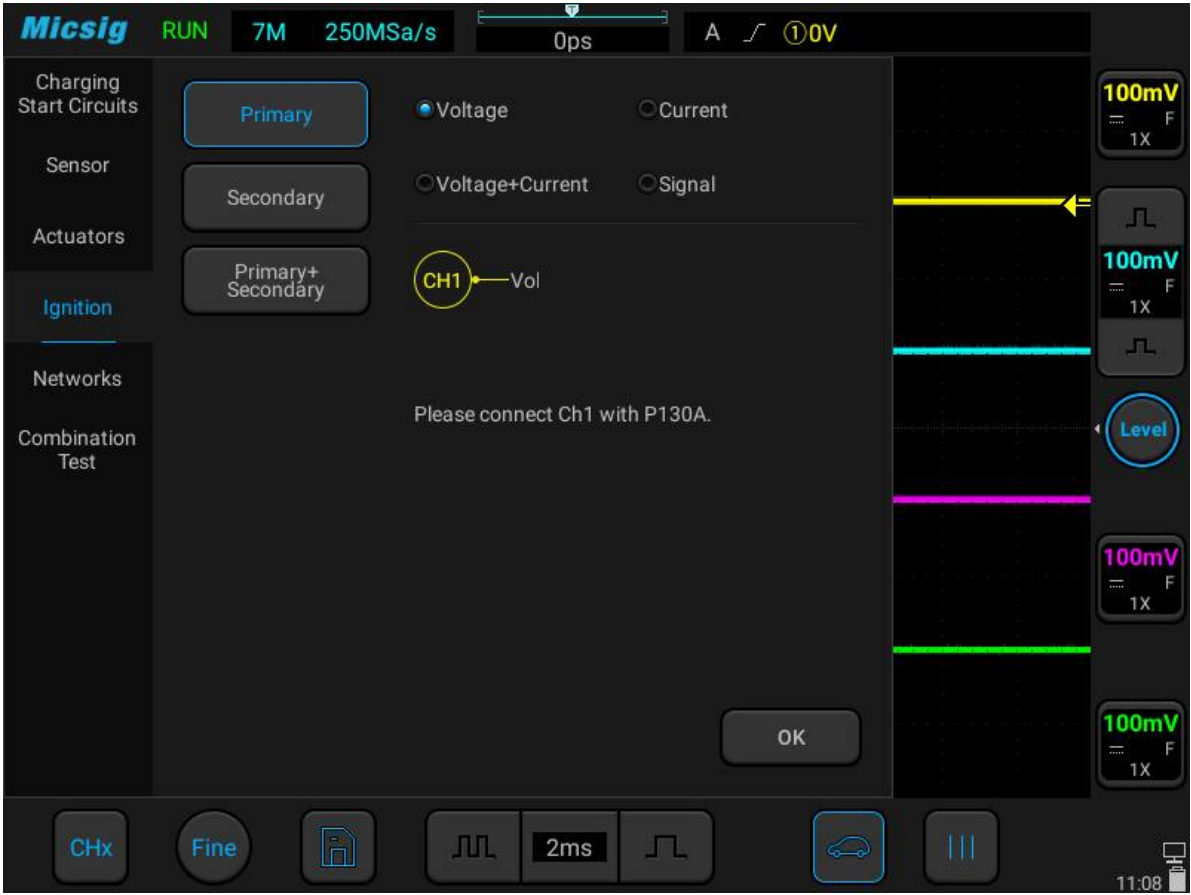 Micsig RUN 7M 250MSa/s T 0ps A ①0V
Charging
Start Circuits
Sensor
Actuators
Ignition
Networks
Combination
Test
Primary
Secondary
Primary+
Secondary
Voltage Current
Voltage+Current Signal
CH1 Vol
Please connect Ch1 with P130A.
OK
100mV
F
1X
100mV
F
1X
Level
100mV
F
1X
100mV
F
1X
CHx Fine 2ms
11:08